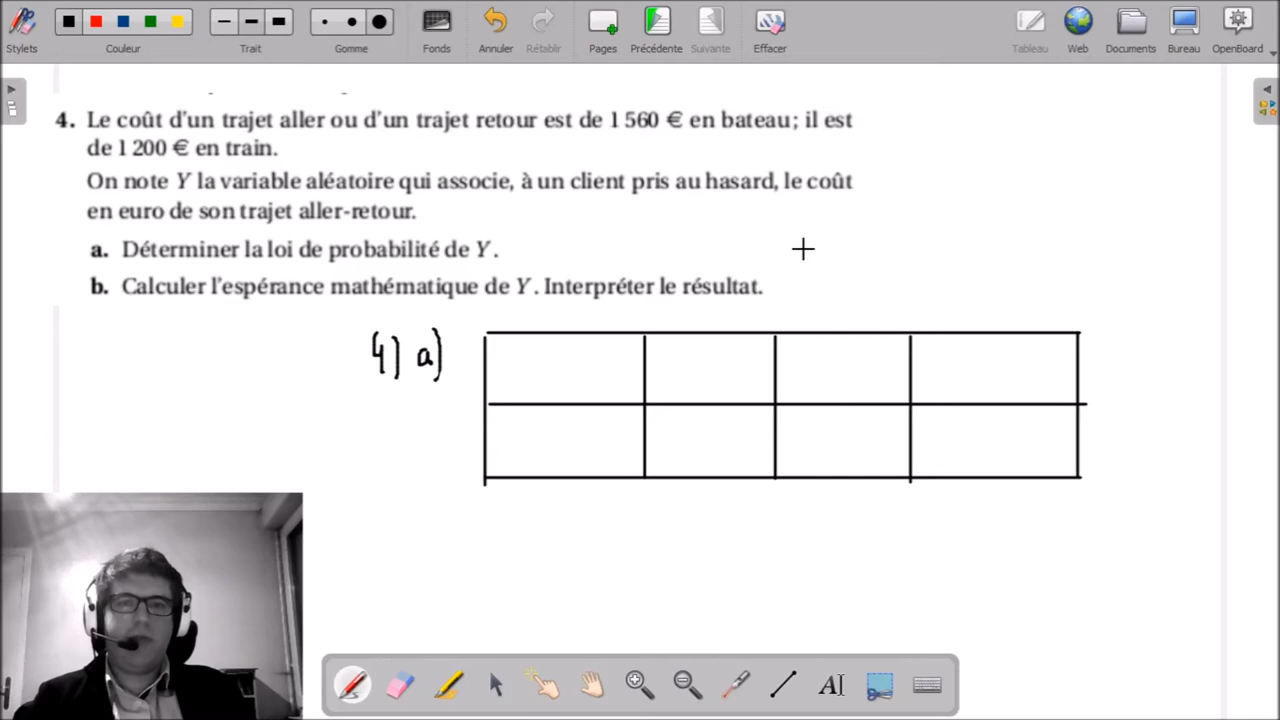 Stylets
Couleur
Trait
Gomme
Fonds
Annuler
Rétablir
Pages
Précédente
Suivante
Effacer
Tableau
Web
Documents
Bureau
OpenBoard
4. Le coût d'un trajet aller ou d'un trajet retour est de 1 560 € en bateau; il est
de 1 200 € en train.
On note Y la variable aléatoire qui associe, à un client pris au hasard, le coût
en euro de son trajet aller-retour.
a. Déterminer la loi de probabilité de Y.
b. Calculer l'espérance mathématique de Y. Interpréter le résultat.
4) a)
AI